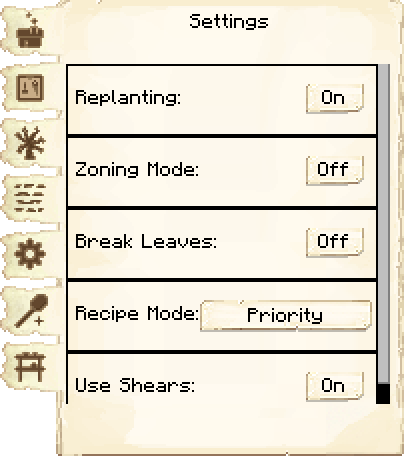 Settings
Replanting: On
Zoning Mode: Off
Break Leaves: Off
Recipe Mode: Priority
Use Shears: On